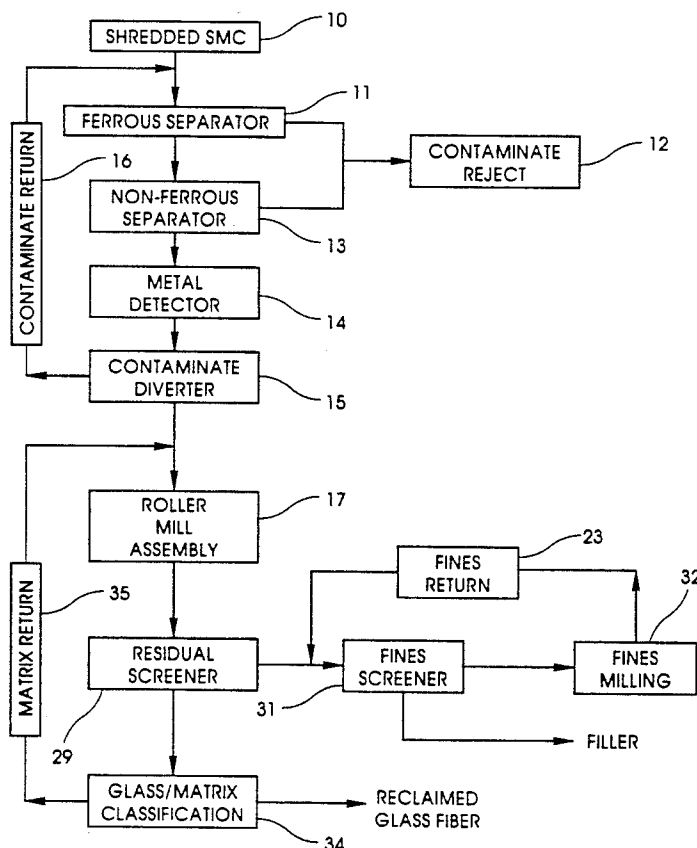 SHREDDED SMC
10
FERROUS SEPARATOR
11
CONTAMINATE
REJECT
12
CONTAMINATE RETURN
16
NON-FERROUS
SEPARATOR
13
METAL
DETECTOR
14
CONTAMINATE
DIVERTER
15
ROLLER
MILL
ASSEMBLY
17
FINES
RETURN
23
MATRIX RETURN
35
RESIDUAL
SCREENER
29
FINES
SCREENER
31
FINES
MILLING
32
FILLER
GLASS/MATRIX
CLASSIFICATION
34
RECLAIMED
GLASS FIBER